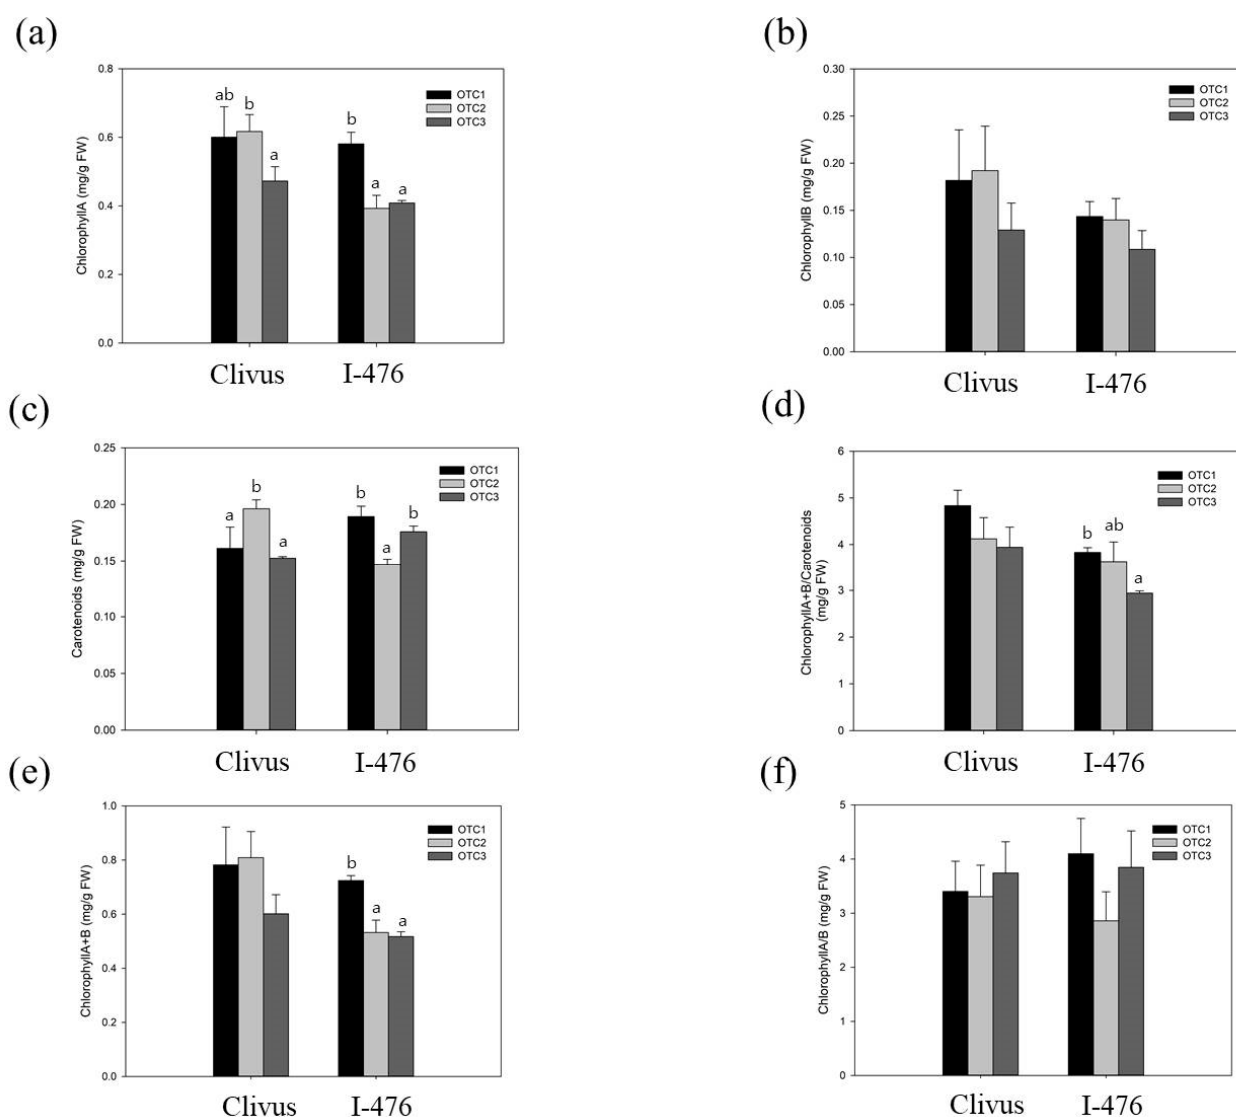 (a)
0.8
0.6
0.4
0.2
0.0
ChlorophyllA (mg/g FW)
OTC1
OTC2
OTC3
ab
b
a
b
a
a
Clivus
I-476
(b)
0.30
0.25
0.20
0.15
0.10
0.05
0.00
ChlorophyllB (mg/g FW)
OTC1
OTC2
OTC3
Clivus
I-476
(c)
0.25
0.20
0.15
0.10
0.05
0.00
Carotenoids (mg/g FW)
OTC1
OTC2
OTC3
a
b
a
b
a
b
Clivus
I-476
(d)
6
5
4
3
2
1
0
ChlorophyllA+B/Carotenoids
(mg/g FW)
OTC1
OTC2
OTC3
b
ab
a
Clivus
I-476
(e)
1.0
0.8
0.6
0.4
0.2
0.0
ChlorophyllA+B (mg/g FW)
OTC1
OTC2
OTC3
b
a
a
Clivus
I-476
(f)
5
4
3
2
1
0
ChlorophyllA/B (mg/g FW)
OTC1
OTC2
OTC3
Clivus
I-476